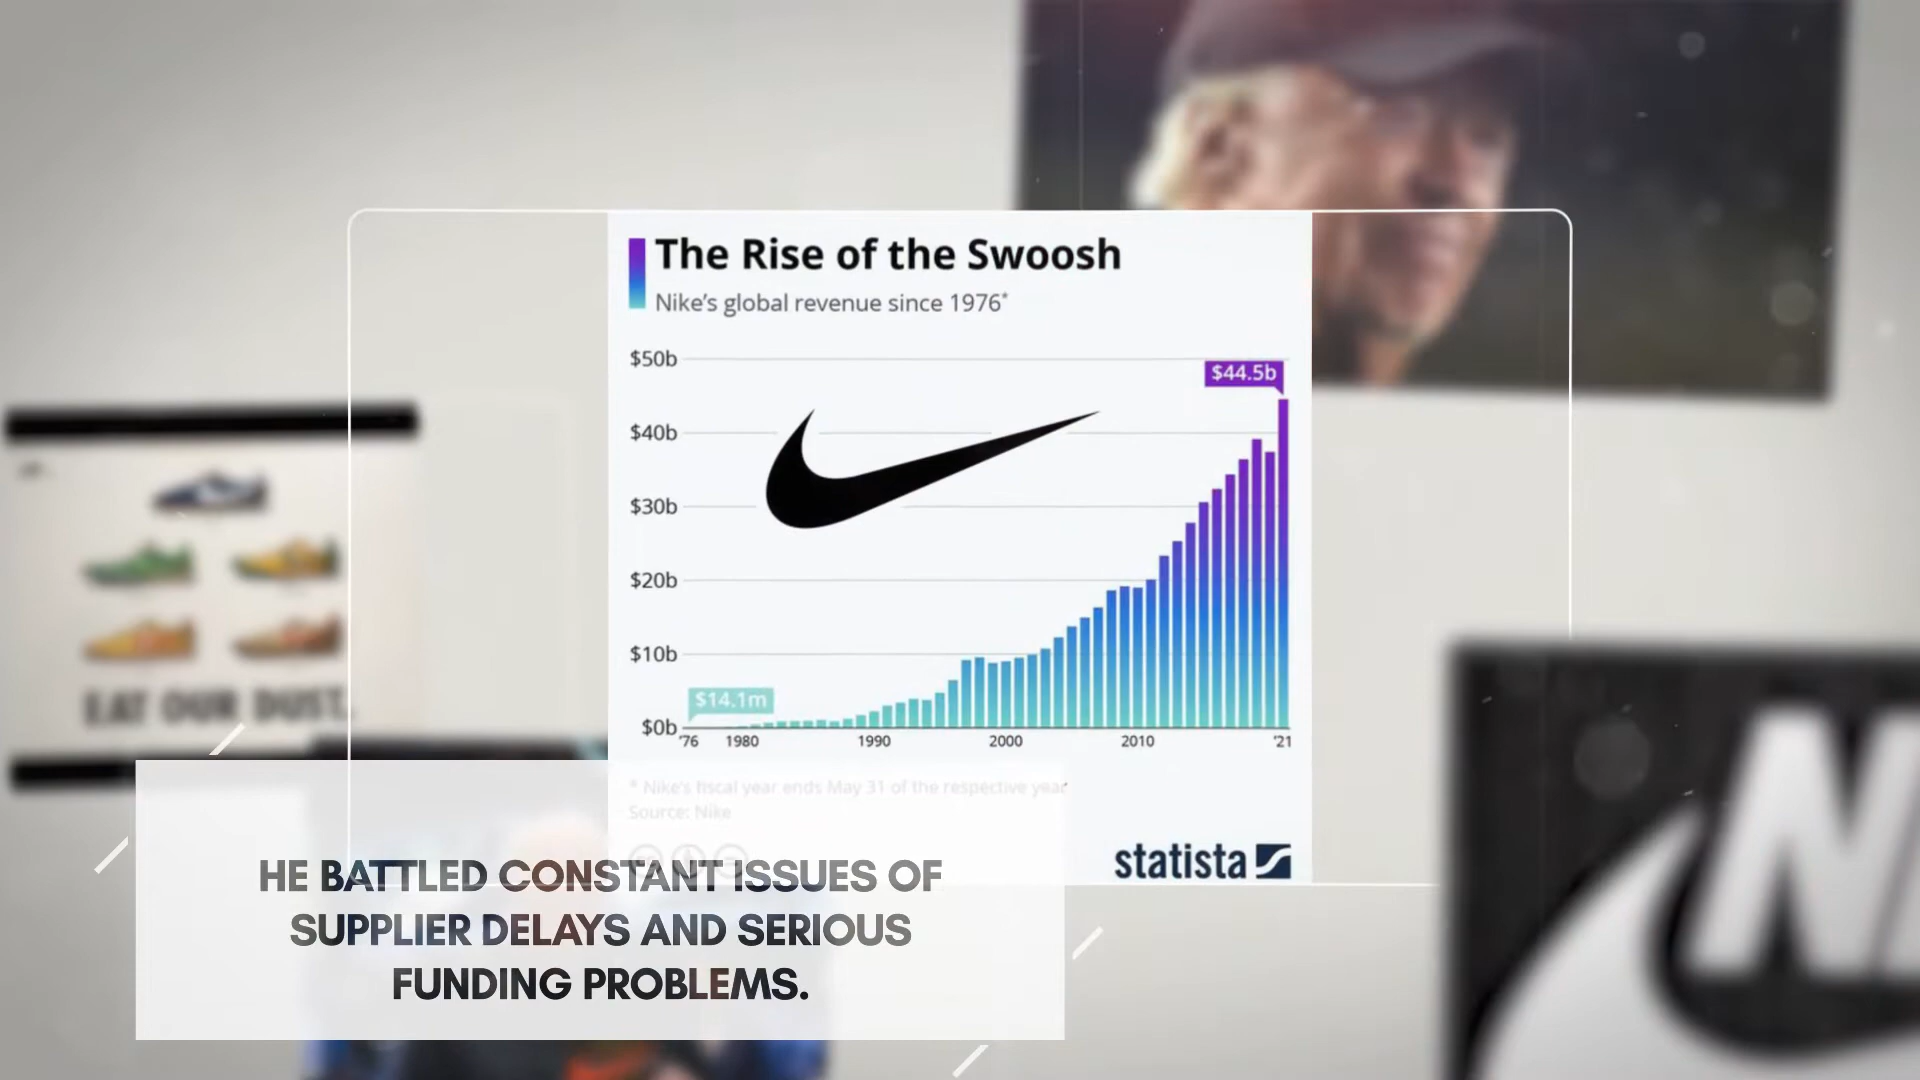 The Rise of the Swoosh
Nike's global revenue since 1976*
$50b
$44.5b
$40b
$30b
$20b
$10b
$14.1m
$0b
'76 1980 1990 2000 2010 '21
* Nike's fiscal year ends May 31 of the respective year
Source: Nike
statista
EAT OUR DUST.
HE BATTLED CONSTANT ISSUES OF
SUPPLIER DELAYS AND SERIOUS
FUNDING PROBLEMS.